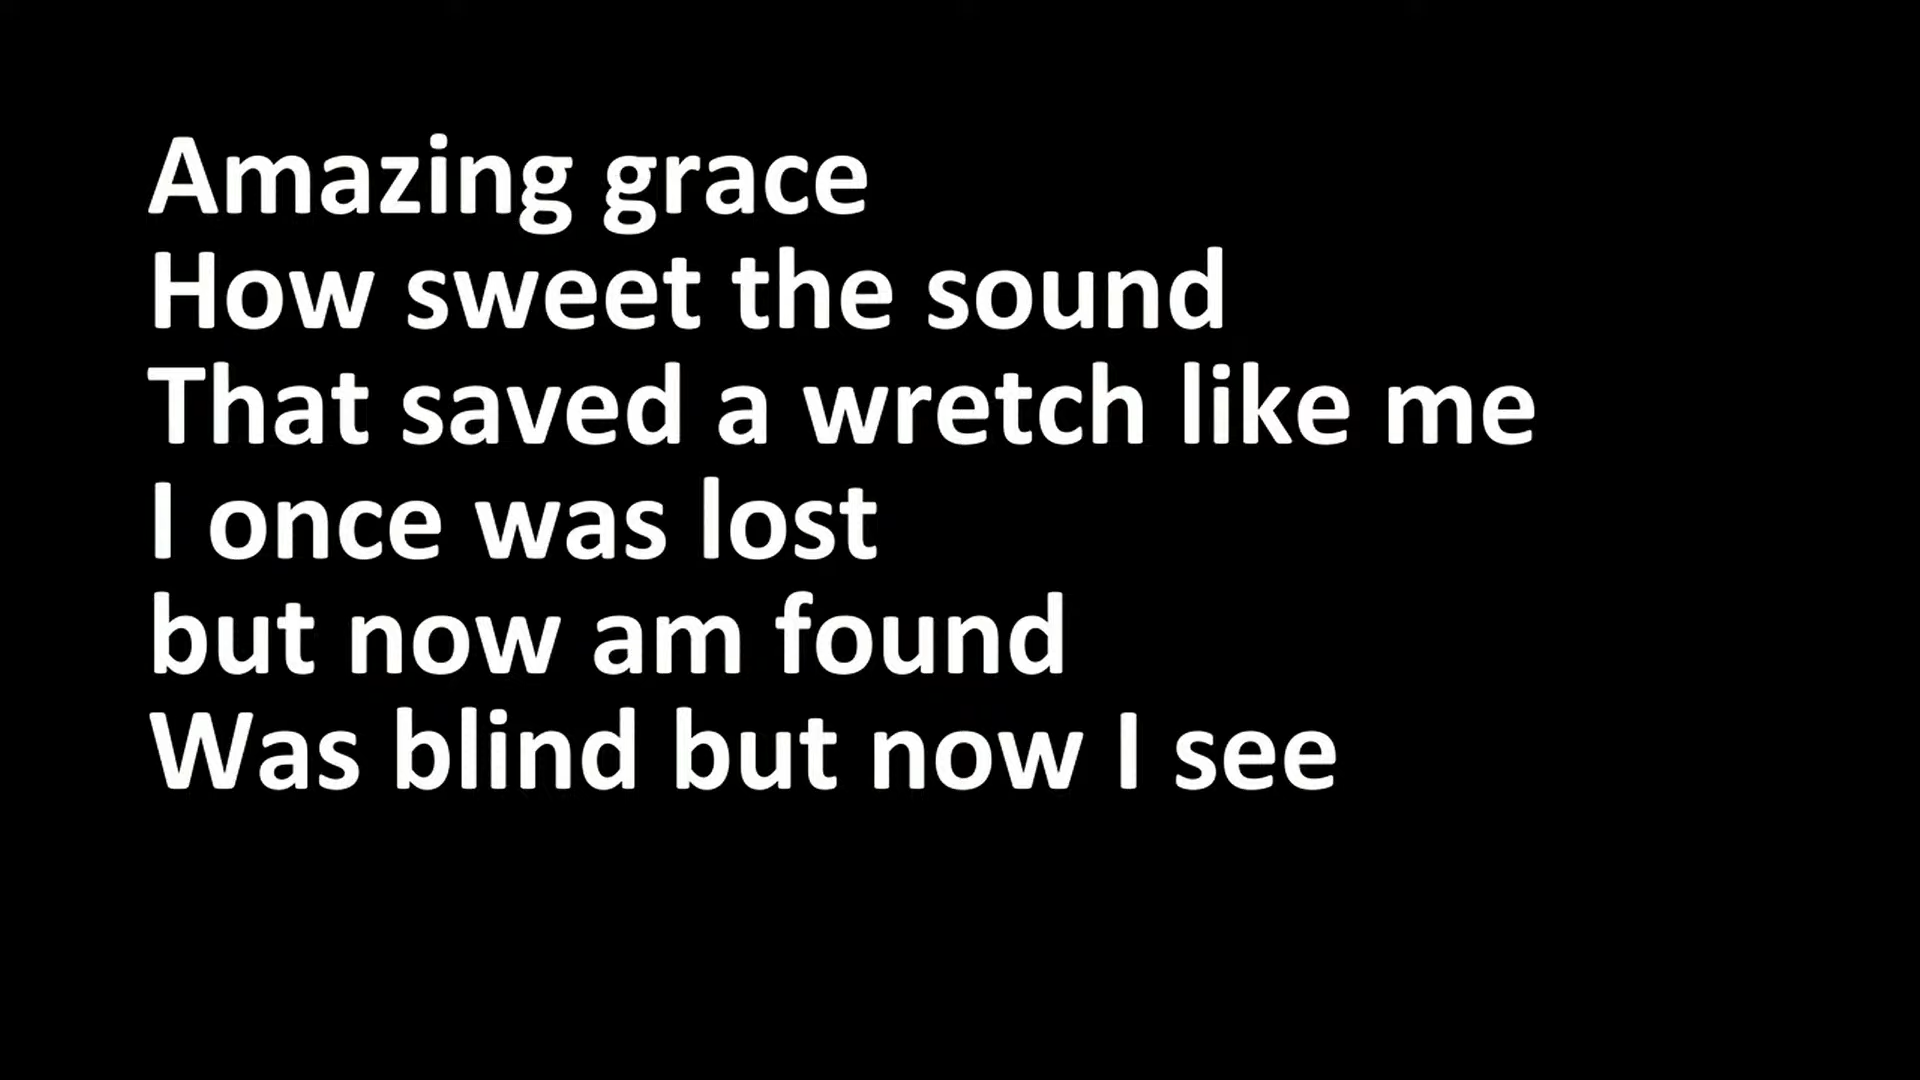 Amazing grace
How sweet the sound
That saved a wretch like me
I once was lost
but now am found
Was blind but now I see